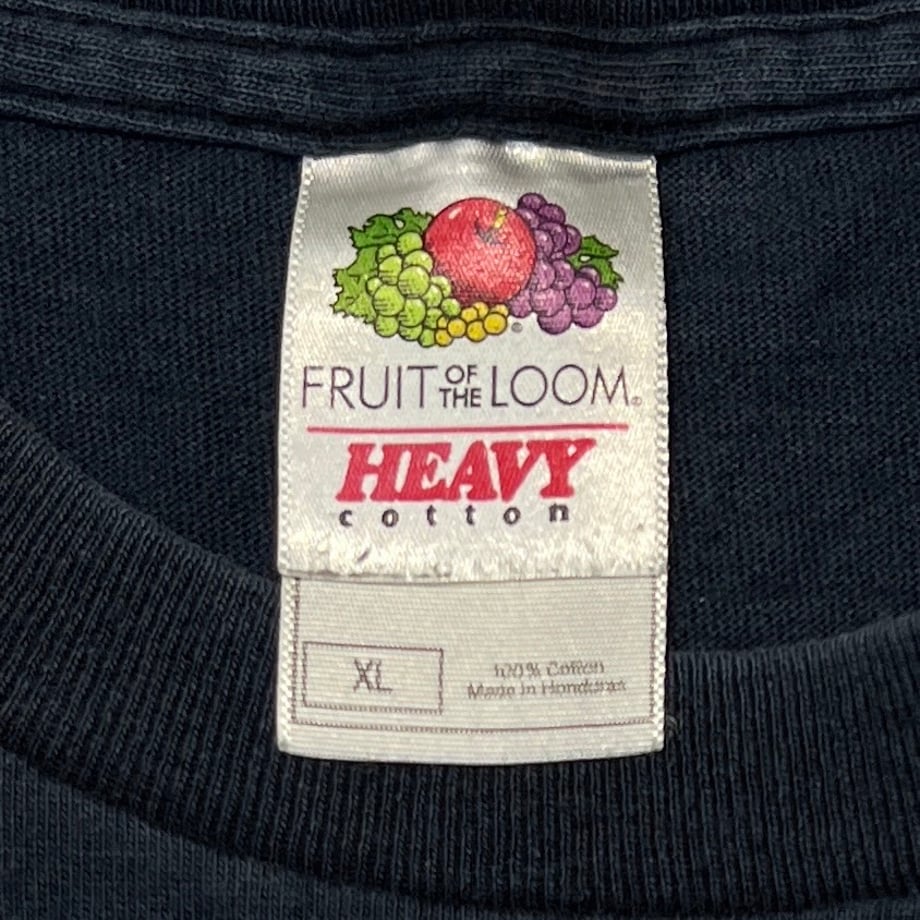 FRUIT OF THE LOOM®
HEAVY
cotton
XL
100% Cotton
Made in Honduras